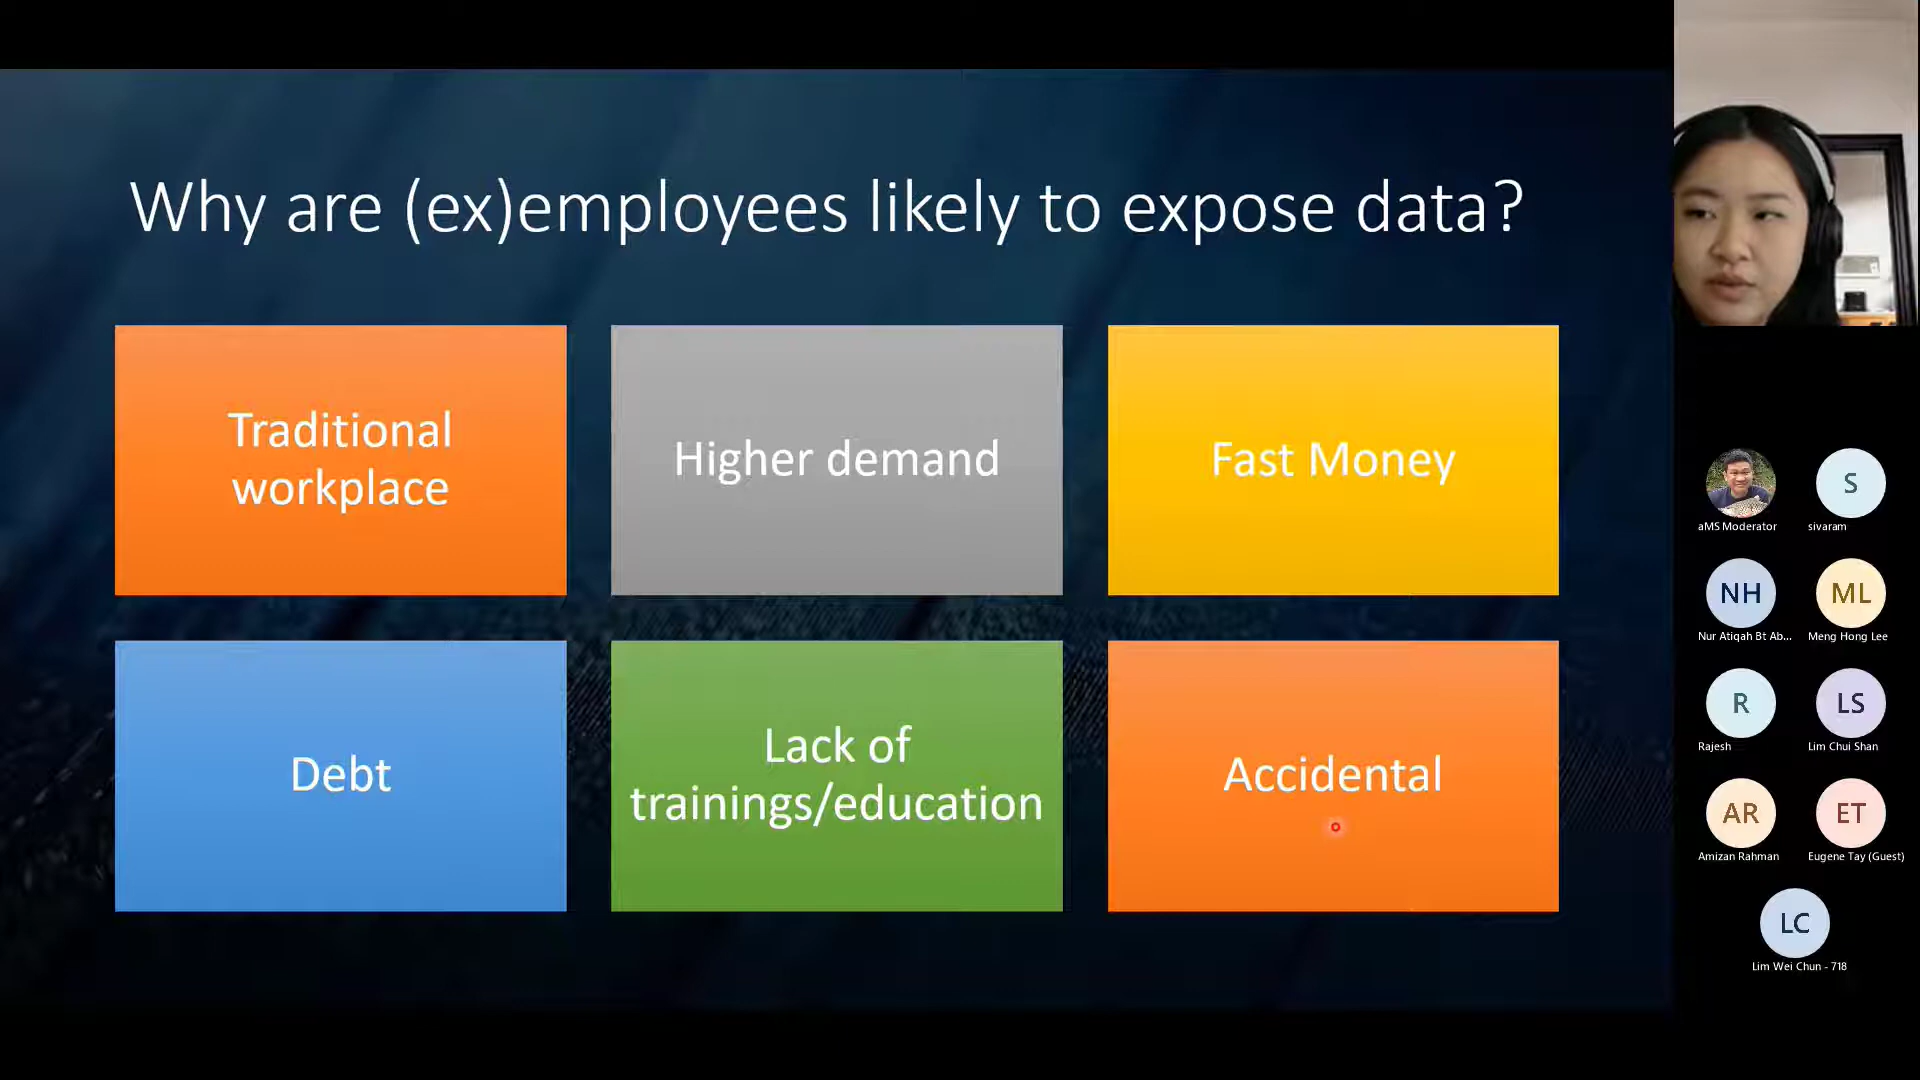 Why are (ex)employees likely to expose data?
Traditional
workplace
Higher demand
Fast Money
Debt
Lack of
trainings/education
Accidental
aMS Moderator
S
sivaram
NH
Nur Atiqah Bt Ab...
ML
Meng Hong Lee
R
Rajesh
LS
Lim Chui Shan
AR
Amizan Rahman
ET
Eugene Tay (Guest)
LC
Lim Wei Chun - 718